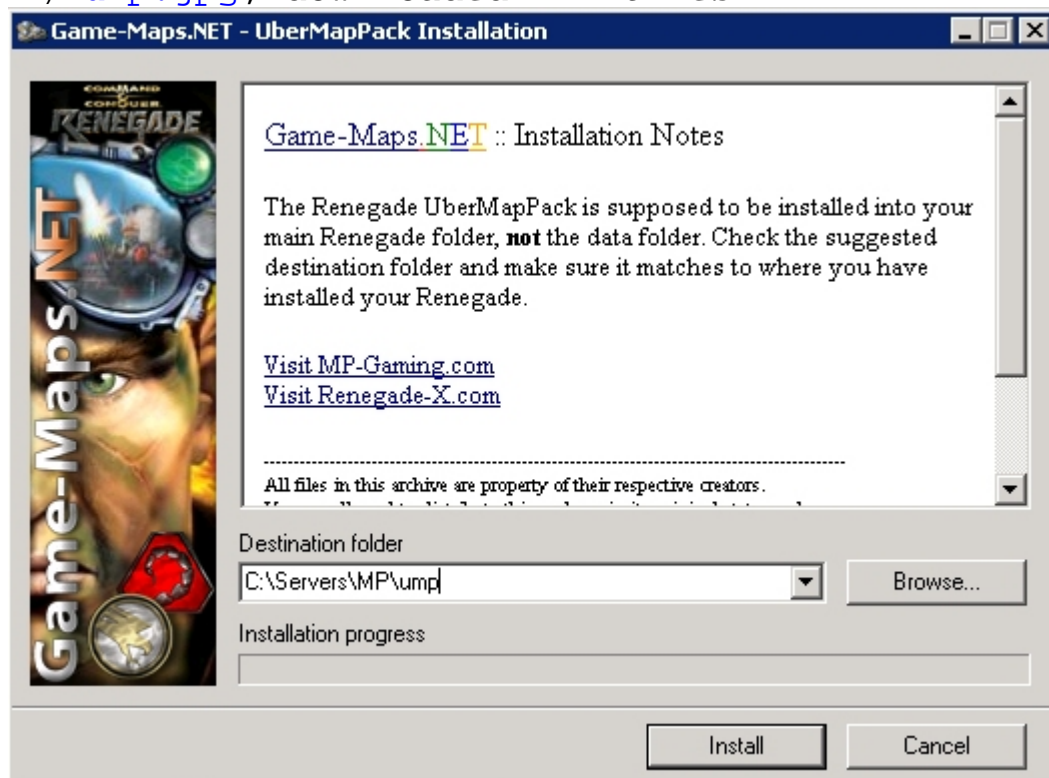 Game-Maps.NET - UberMapPack Installation
COMMAND
CONQUER
RENEGADE
Game-Maps.NET
Game-Maps.NET :: Installation Notes
The Renegade UberMapPack is supposed to be installed into your
main Renegade folder, not the data folder. Check the suggested
destination folder and make sure it matches to where you have
installed your Renegade.
Visit MP-Gaming.com
Visit Renegade-X.com
All files in this archive are property of their respective creators.
Destination folder
C:\Servers\MP\ump
Browse...
Installation progress
Install
Cancel